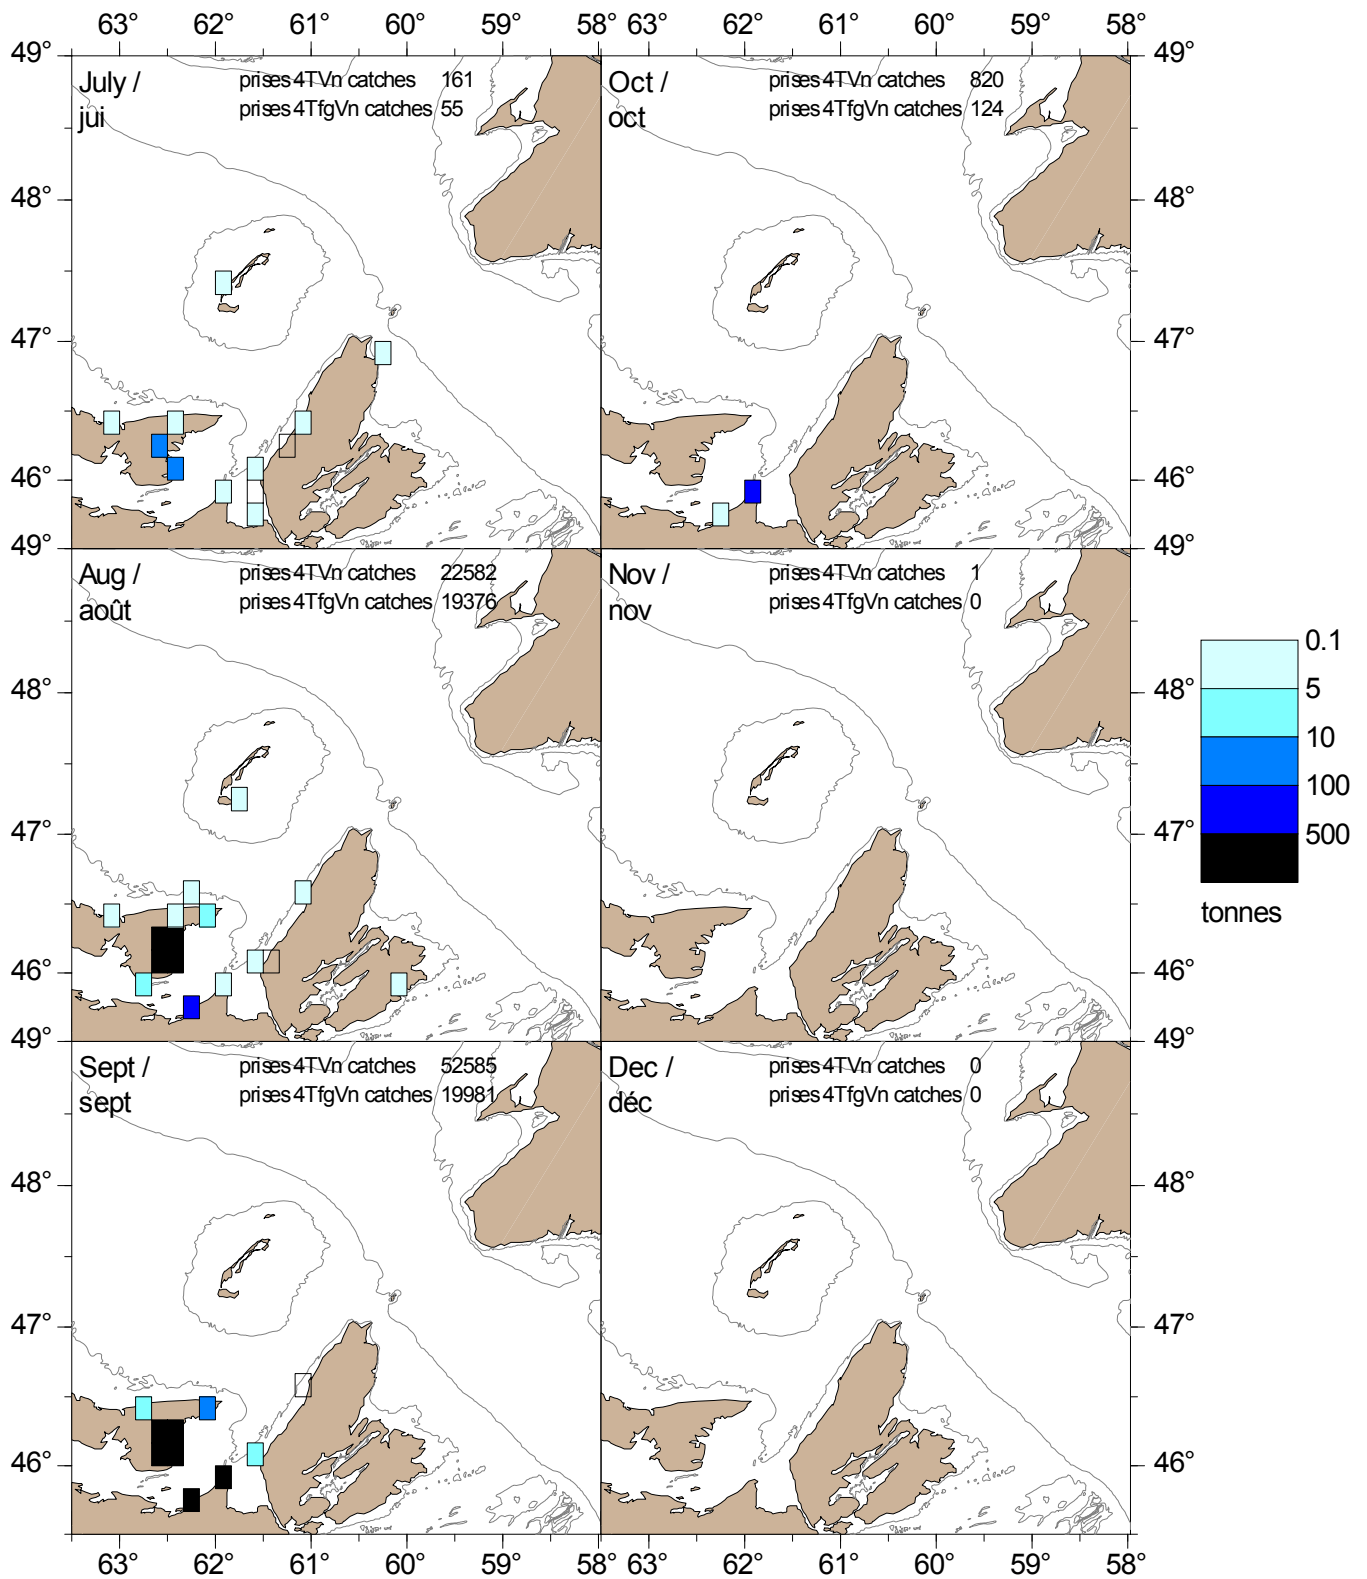 63° 62° 61° 60° 59° 58° 63° 62° 61° 60° 59° 58°
49° 49°
July / jui
prises 4TVn catches 161
prises 4TfgVn catches 55
Oct / oct
prises 4TVn catches 820
prises 4TfgVn catches 124
48° 48°
47° 47°
46° 46°
49° 49°
Aug / août
prises 4TVn catches 22582
prises 4TfgVn catches 19376
Nov / nov
prises 4TVn catches 1
prises 4TfgVn catches 0
48° 48°
47° 47°
46° 46°
49° 49°
Sept / sept
prises 4TVn catches 52585
prises 4TfgVn catches 19981
Dec / déc
prises 4TVn catches 0
prises 4TfgVn catches 0
48° 48°
47° 47°
46° 46°
63° 62° 61° 60° 59° 58° 63° 62° 61° 60° 59° 58°
0.1
5
10
100
500
tonnes